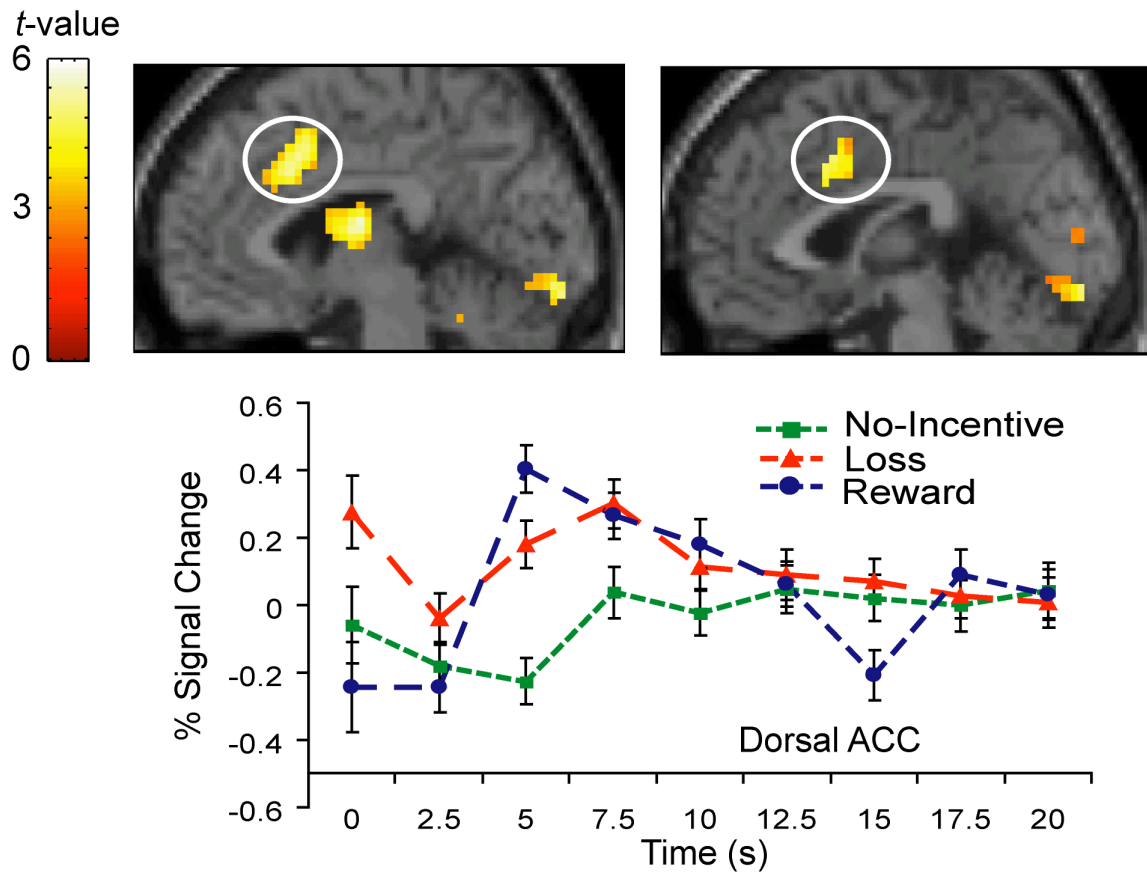 t-value
6
3
0
0.6
0.4
0.2
0
-0.2
-0.4
-0.6
% Signal Change
No-Incentive
Loss
Reward
Dorsal ACC
0 2.5 5 7.5 10 12.5 15 17.5 20
Time (s)